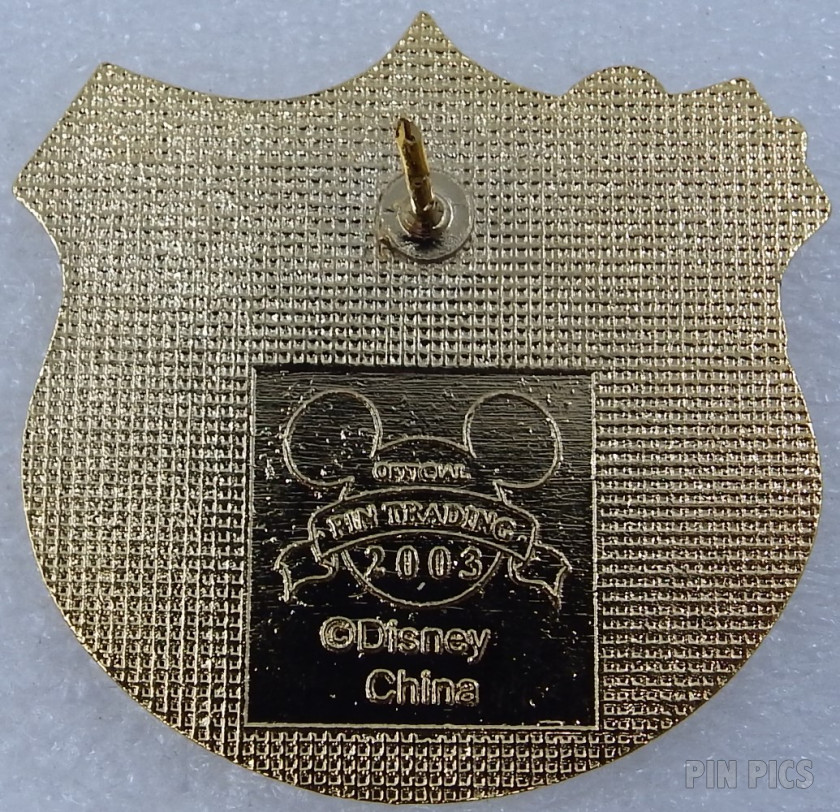 OFFICIAL
PIN TRADING
2003
©Disney
China
PIN PICS